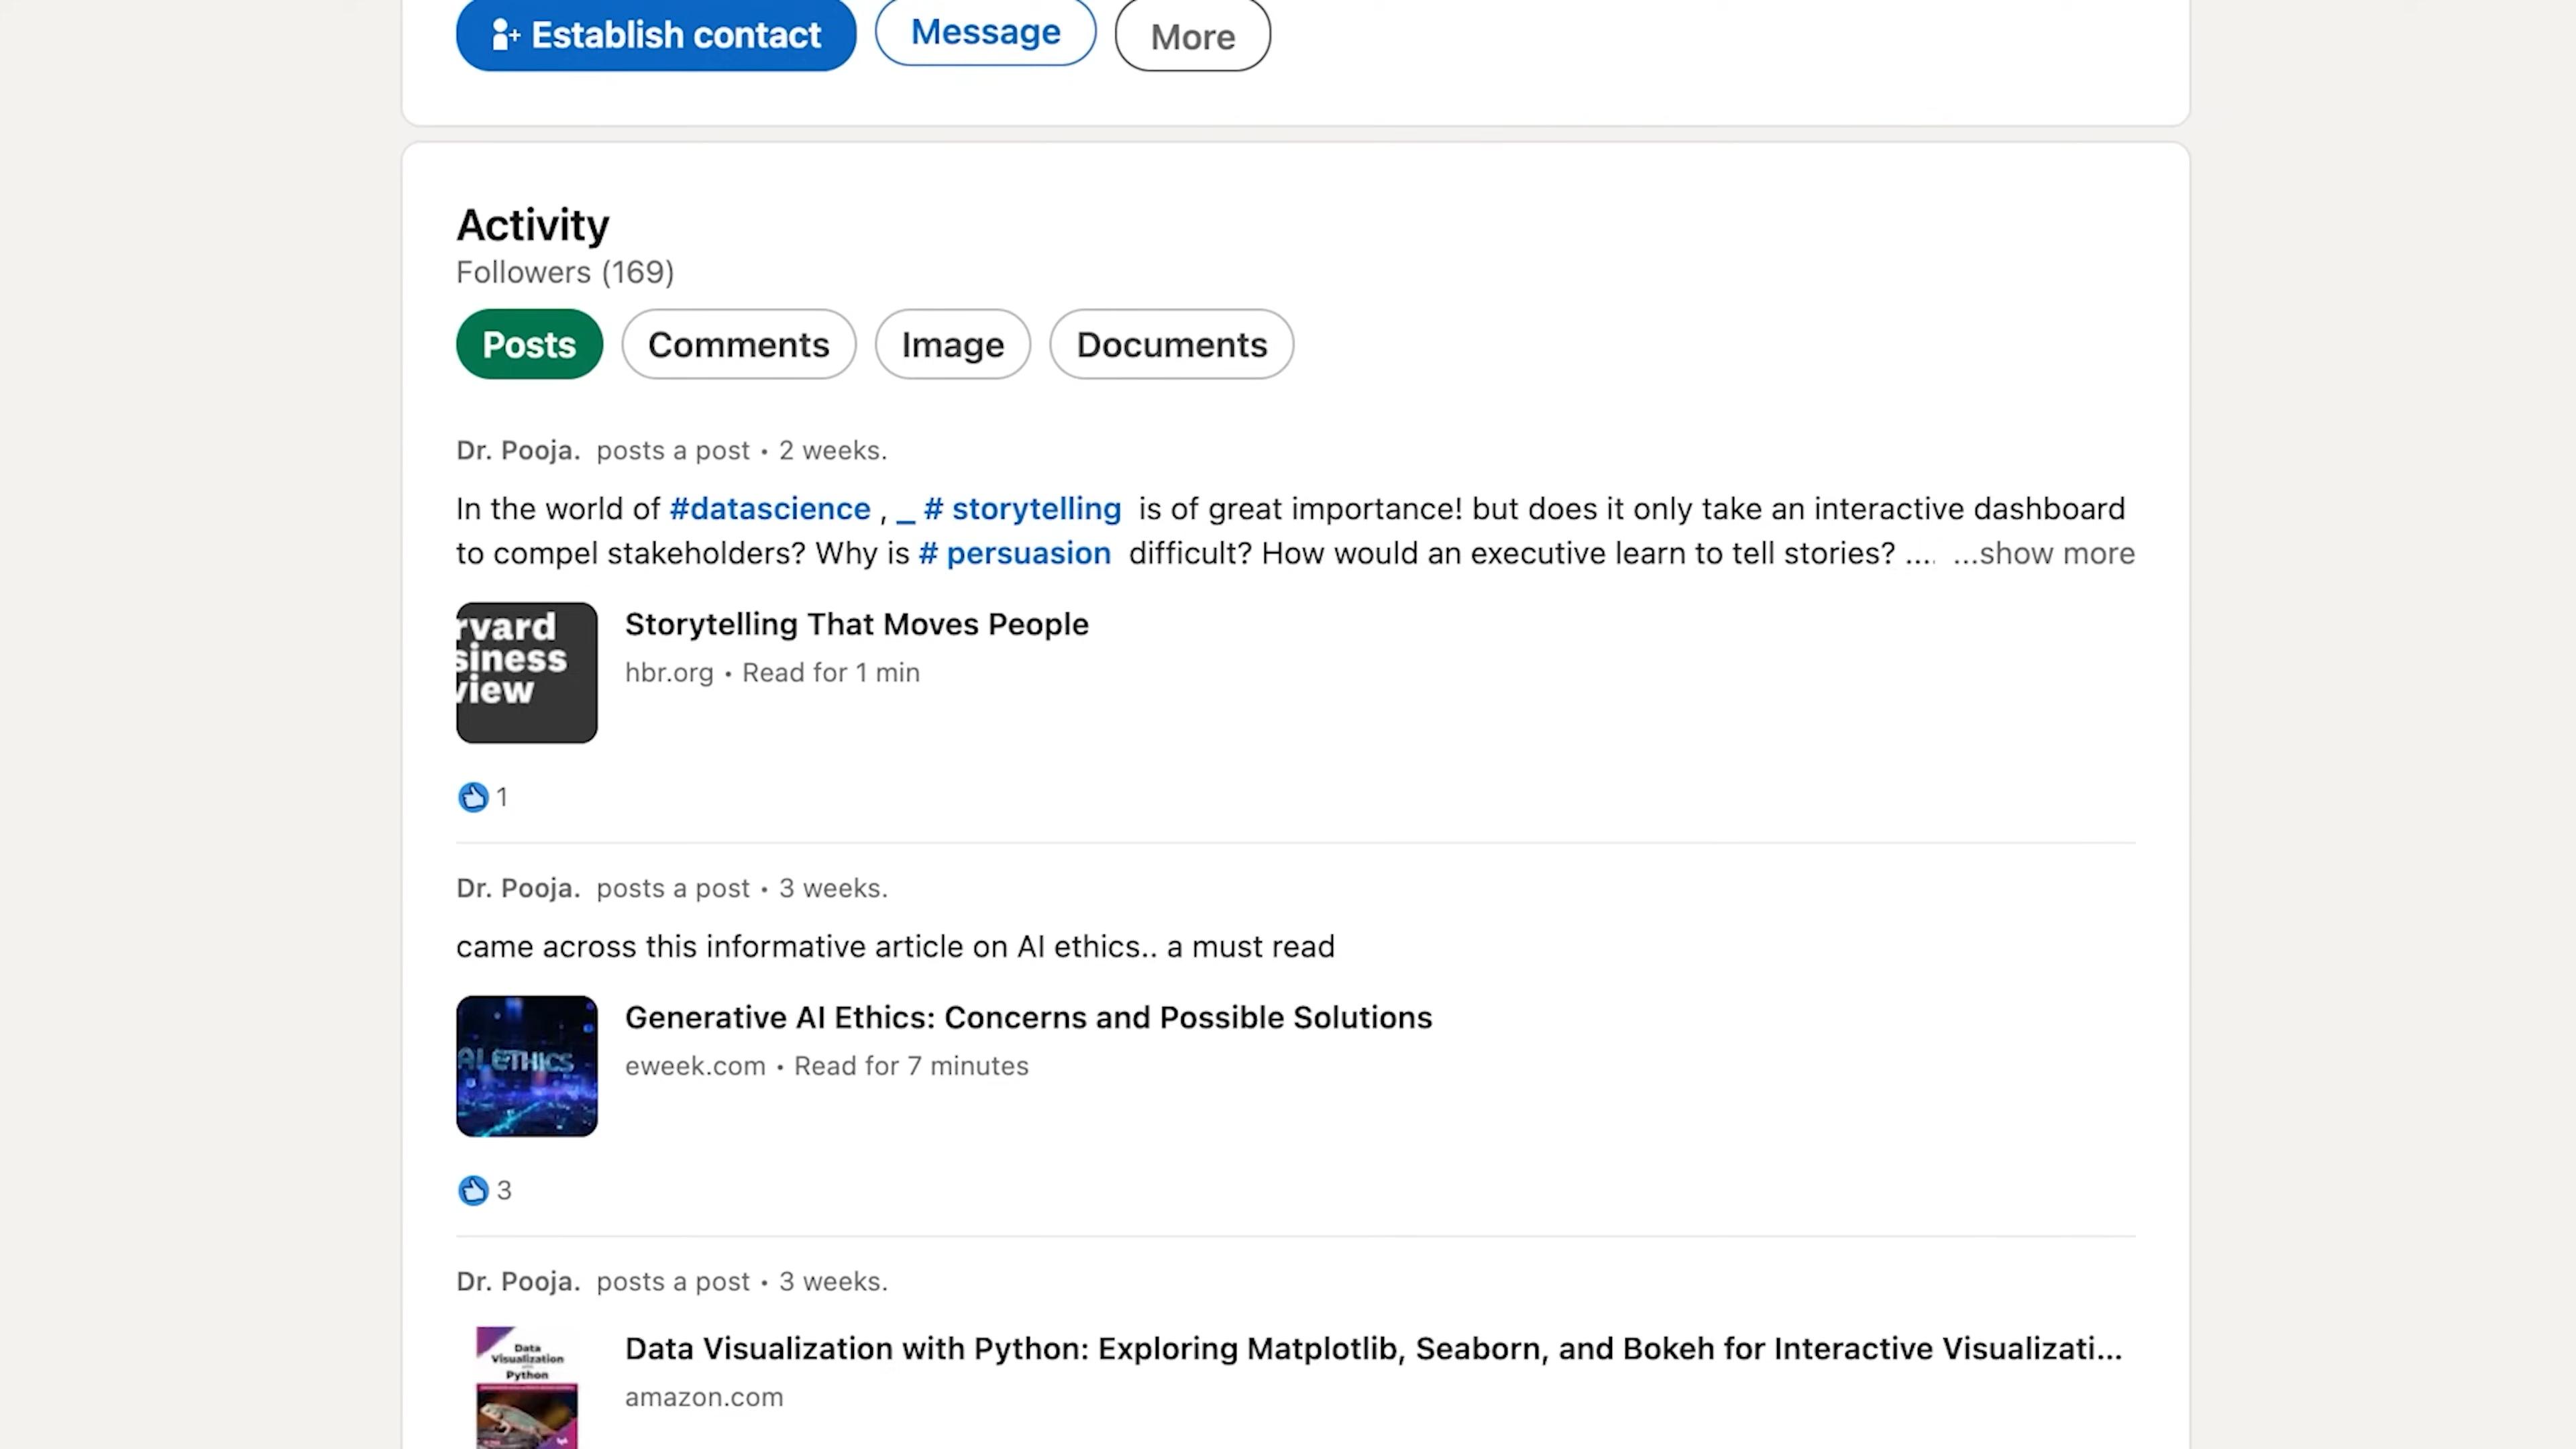 Establish contact
Message
More
Activity
Followers (169)
Posts
Comments
Image
Documents
Dr. Pooja. posts a post • 2 weeks.
In the world of #datascience , _ # storytelling is of great importance! but does it only take an interactive dashboard
to compel stakeholders? Why is # persuasion difficult? How would an executive learn to tell stories? .... ...show more
rvard
siness
view
Storytelling That Moves People
hbr.org • Read for 1 min
1
Dr. Pooja. posts a post • 3 weeks.
came across this informative article on AI ethics.. a must read
AI ETHICS
Generative AI Ethics: Concerns and Possible Solutions
eweek.com • Read for 7 minutes
3
Dr. Pooja. posts a post • 3 weeks.
Data
Visualization
Python
Data Visualization with Python: Exploring Matplotlib, Seaborn, and Bokeh for Interactive Visualizati...
amazon.com